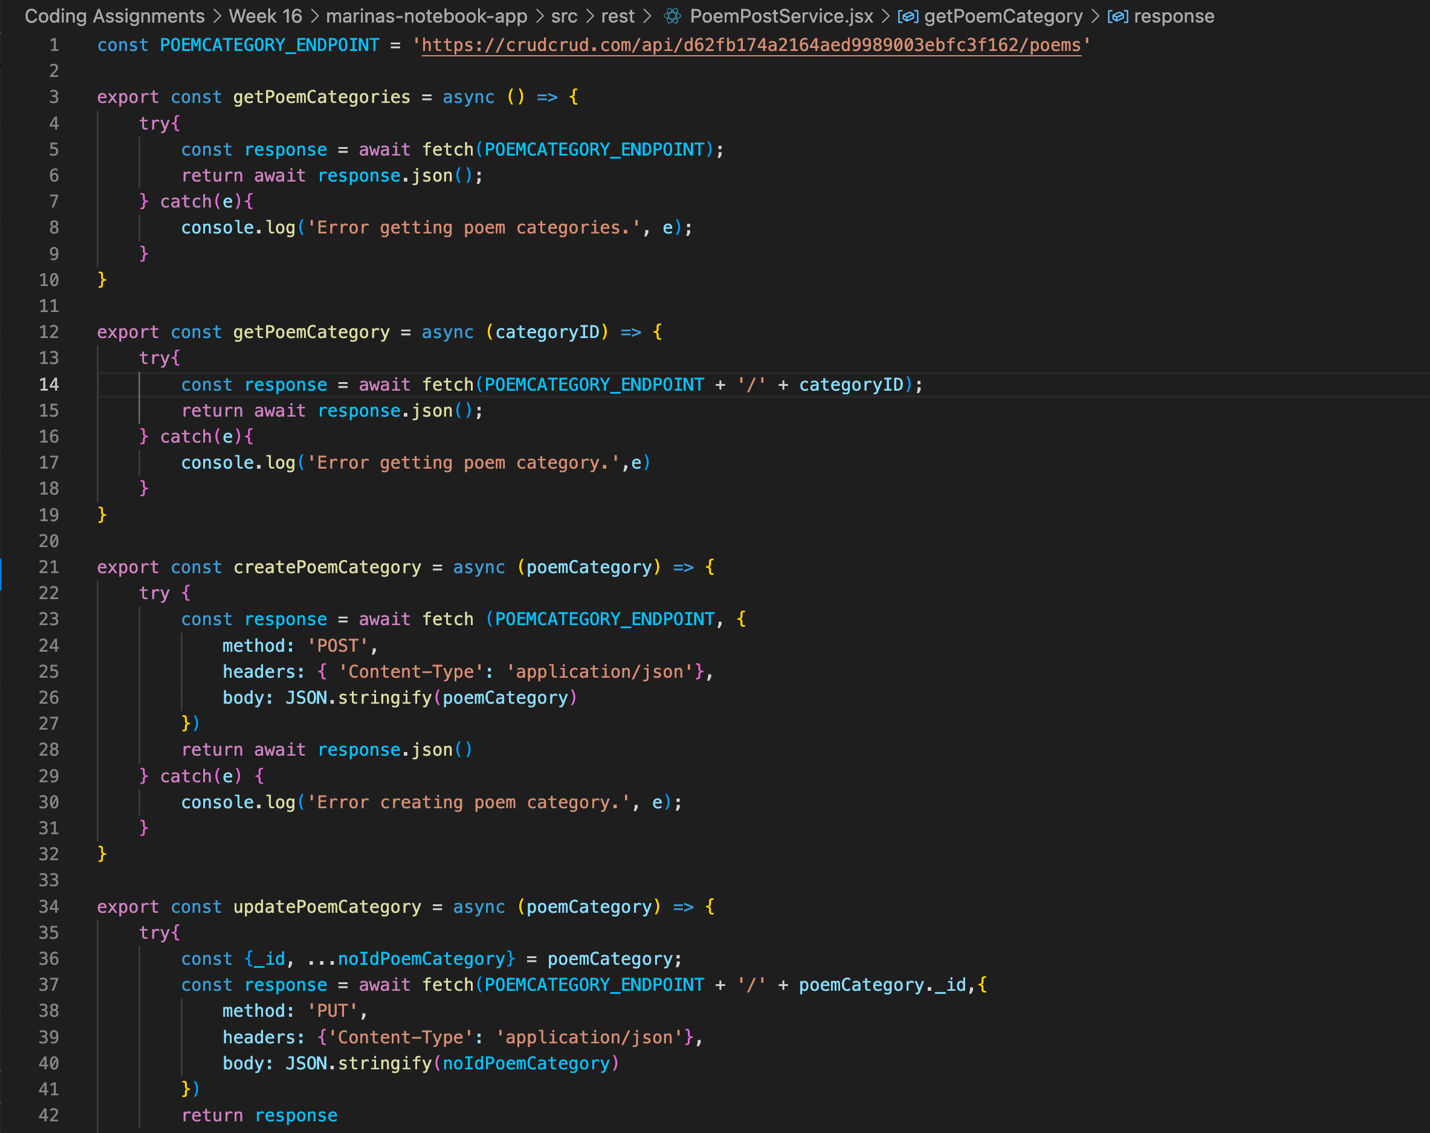 Coding Assignments > Week 16 > marinas-notebook-app > src > rest > PoemPostService.jsx > getPoemCategory > response
1 const POEMCATEGORY_ENDPOINT = 'https://crudcrud.com/api/d62fb174a2164aed9989003ebfc3f162/poems'
2
3 export const getPoemCategories = async () => {
4     try{
5         const response = await fetch(POEMCATEGORY_ENDPOINT);
6         return await response.json();
7     } catch(e){
8         console.log('Error getting poem categories.', e);
9     }
10 }
11
12 export const getPoemCategory = async (categoryID) => {
13     try{
14         const response = await fetch(POEMCATEGORY_ENDPOINT + '/' + categoryID);
15         return await response.json();
16     } catch(e){
17         console.log('Error getting poem category.',e)
18     }
19 }
20
21 export const createPoemCategory = async (poemCategory) => {
22     try {
23         const response = await fetch (POEMCATEGORY_ENDPOINT, {
24             method: 'POST',
25             headers: { 'Content-Type': 'application/json'},
26             body: JSON.stringify(poemCategory)
27         })
28         return await response.json()
29     } catch(e) {
30         console.log('Error creating poem category.', e);
31     }
32 }
33
34 export const updatePoemCategory = async (poemCategory) => {
35     try{
36         const {_id, ...noIdPoemCategory} = poemCategory;
37         const response = await fetch(POEMCATEGORY_ENDPOINT + '/' + poemCategory._id,{
38             method: 'PUT',
39             headers: {'Content-Type': 'application/json'},
40             body: JSON.stringify(noIdPoemCategory)
41         })
42         return response